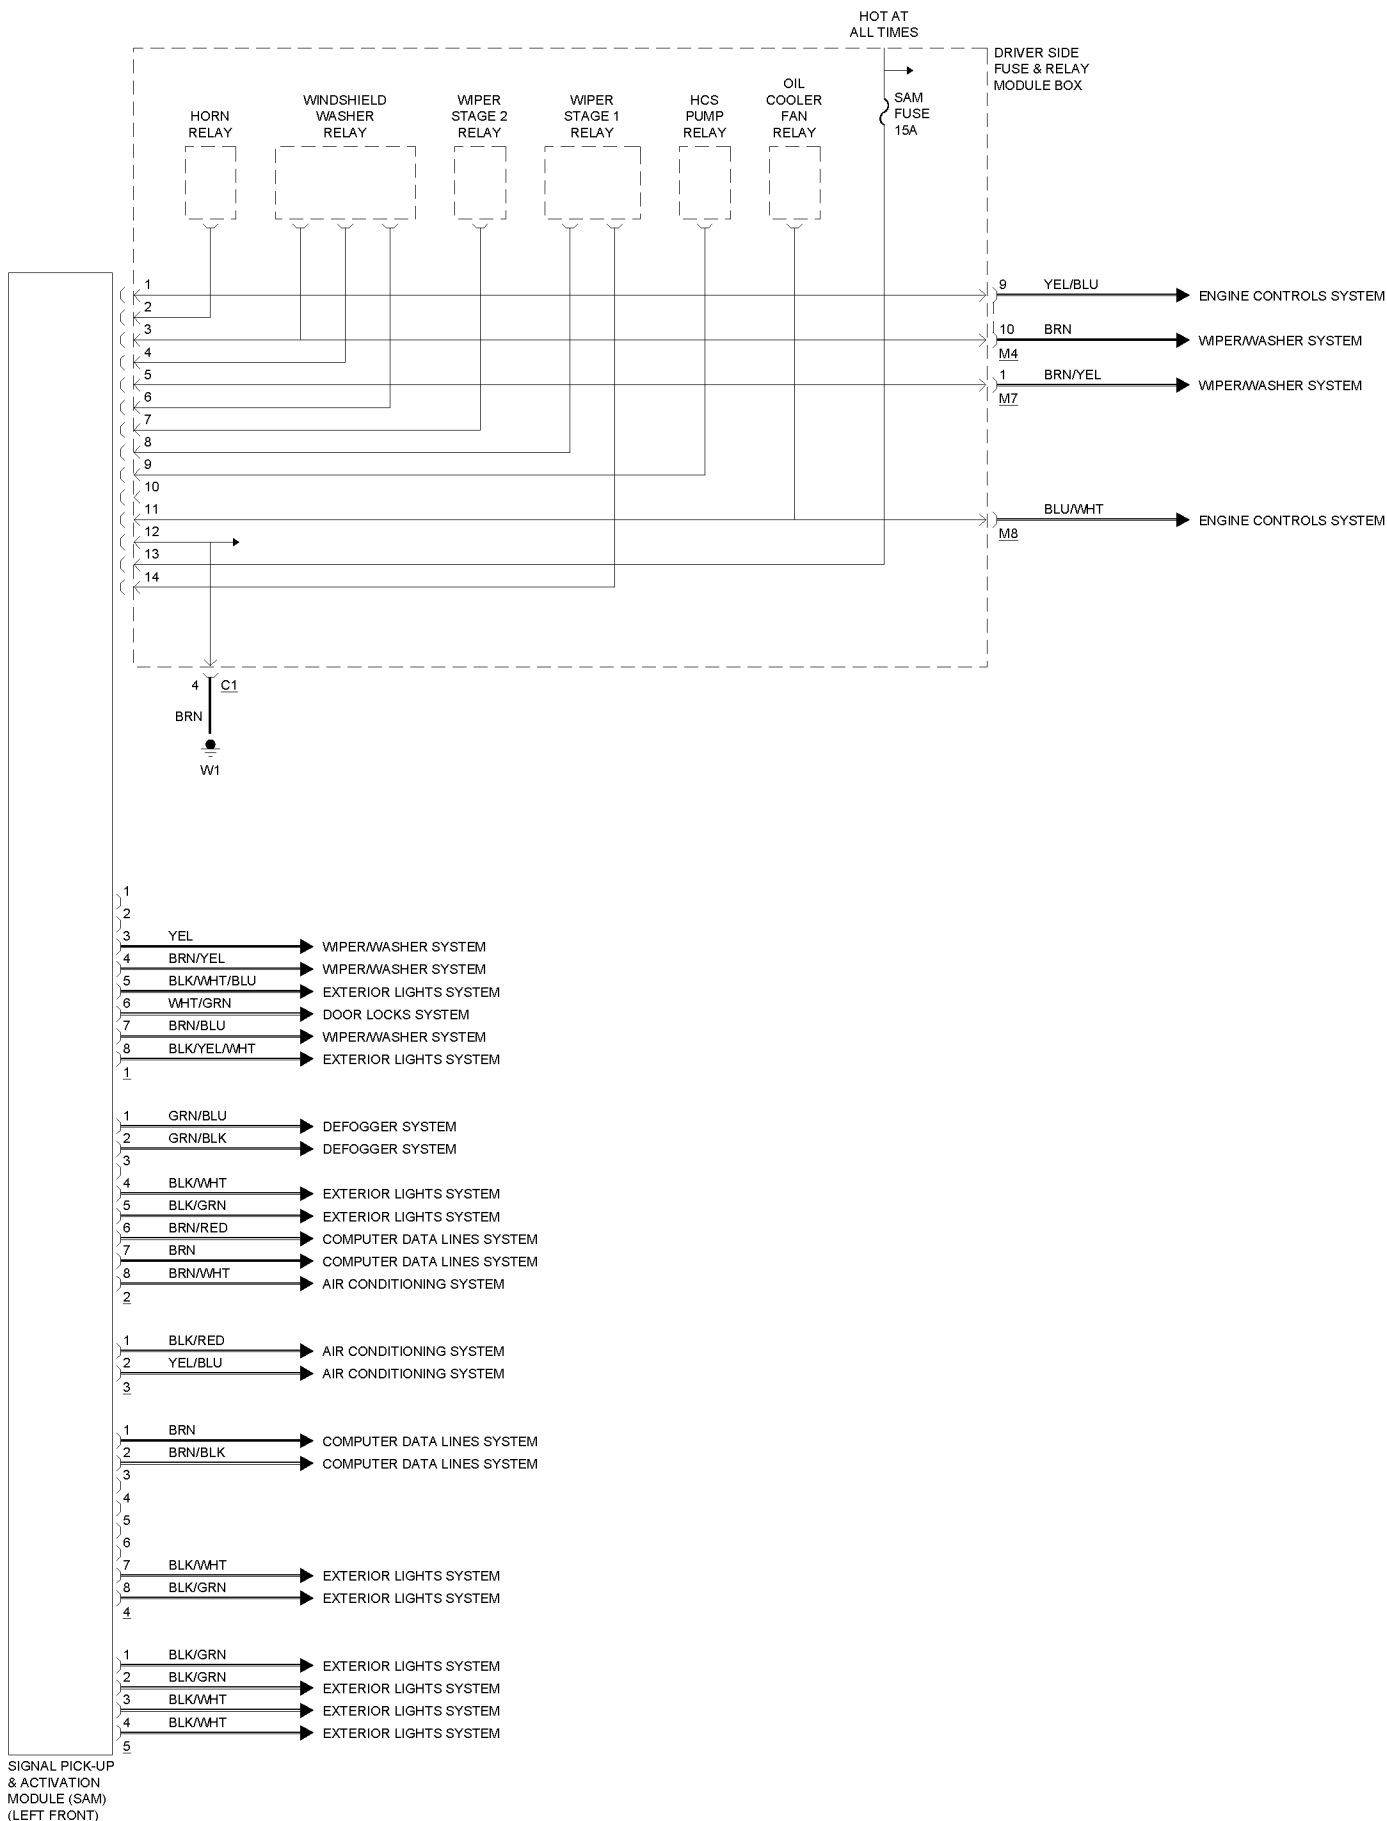 HOT AT
ALL TIMES
DRIVER SIDE
FUSE & RELAY
MODULE BOX
SAM
FUSE
15A
HORN
RELAY
WINDSHIELD
WASHER
RELAY
WIPER
STAGE 2
RELAY
WIPER
STAGE 1
RELAY
HCS
PUMP
RELAY
OIL
COOLER
FAN
RELAY
1 9 YEL/BLU ENGINE CONTROLS SYSTEM
2
3 10 BRN WIPER/WASHER SYSTEM
4 M4
5 1 BRN/YEL WIPER/WASHER SYSTEM
6 M7
7
8
9
10
11 BLU/WHT ENGINE CONTROLS SYSTEM
12 M8
13
14
4 C1
BRN
W1
1
2
3 YEL WIPER/WASHER SYSTEM
4 BRN/YEL WIPER/WASHER SYSTEM
5 BLK/WHT/BLU EXTERIOR LIGHTS SYSTEM
6 WHT/GRN DOOR LOCKS SYSTEM
7 BRN/BLU WIPER/WASHER SYSTEM
8 BLK/YEL/WHT EXTERIOR LIGHTS SYSTEM
1
1 GRN/BLU DEFOGGER SYSTEM
2 GRN/BLK DEFOGGER SYSTEM
3
4 BLK/WHT EXTERIOR LIGHTS SYSTEM
5 BLK/GRN EXTERIOR LIGHTS SYSTEM
6 BRN/RED COMPUTER DATA LINES SYSTEM
7 BRN COMPUTER DATA LINES SYSTEM
8 BRN/WHT AIR CONDITIONING SYSTEM
2
1 BLK/RED AIR CONDITIONING SYSTEM
2 YEL/BLU AIR CONDITIONING SYSTEM
3
1 BRN COMPUTER DATA LINES SYSTEM
2 BRN/BLK COMPUTER DATA LINES SYSTEM
3
4
5
6
7 BLK/WHT EXTERIOR LIGHTS SYSTEM
8 BLK/GRN EXTERIOR LIGHTS SYSTEM
4
1 BLK/GRN EXTERIOR LIGHTS SYSTEM
2 BLK/GRN EXTERIOR LIGHTS SYSTEM
3 BLK/WHT EXTERIOR LIGHTS SYSTEM
4 BLK/WHT EXTERIOR LIGHTS SYSTEM
5
SIGNAL PICK-UP
& ACTIVATION
MODULE (SAM)
(LEFT FRONT)